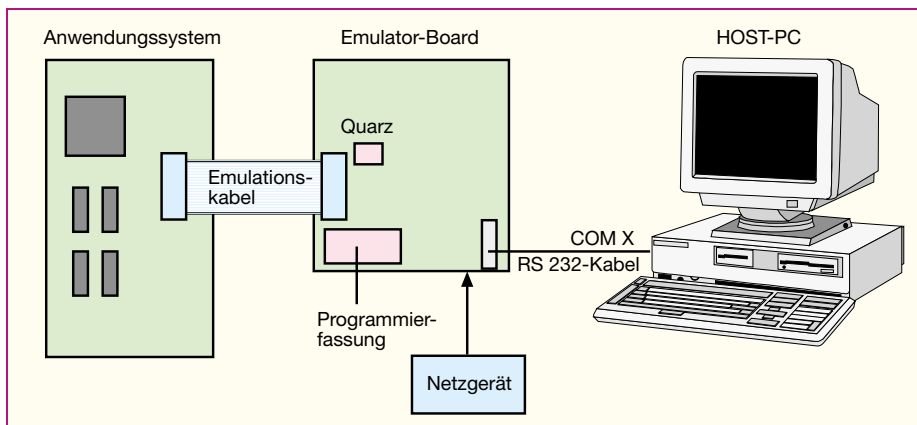 Anwendungssystem
Emulator-Board
HOST-PC
Quarz
Emulations-
kabel
COM X
RS 232-Kabel
Programmier-
fassung
Netzgerät